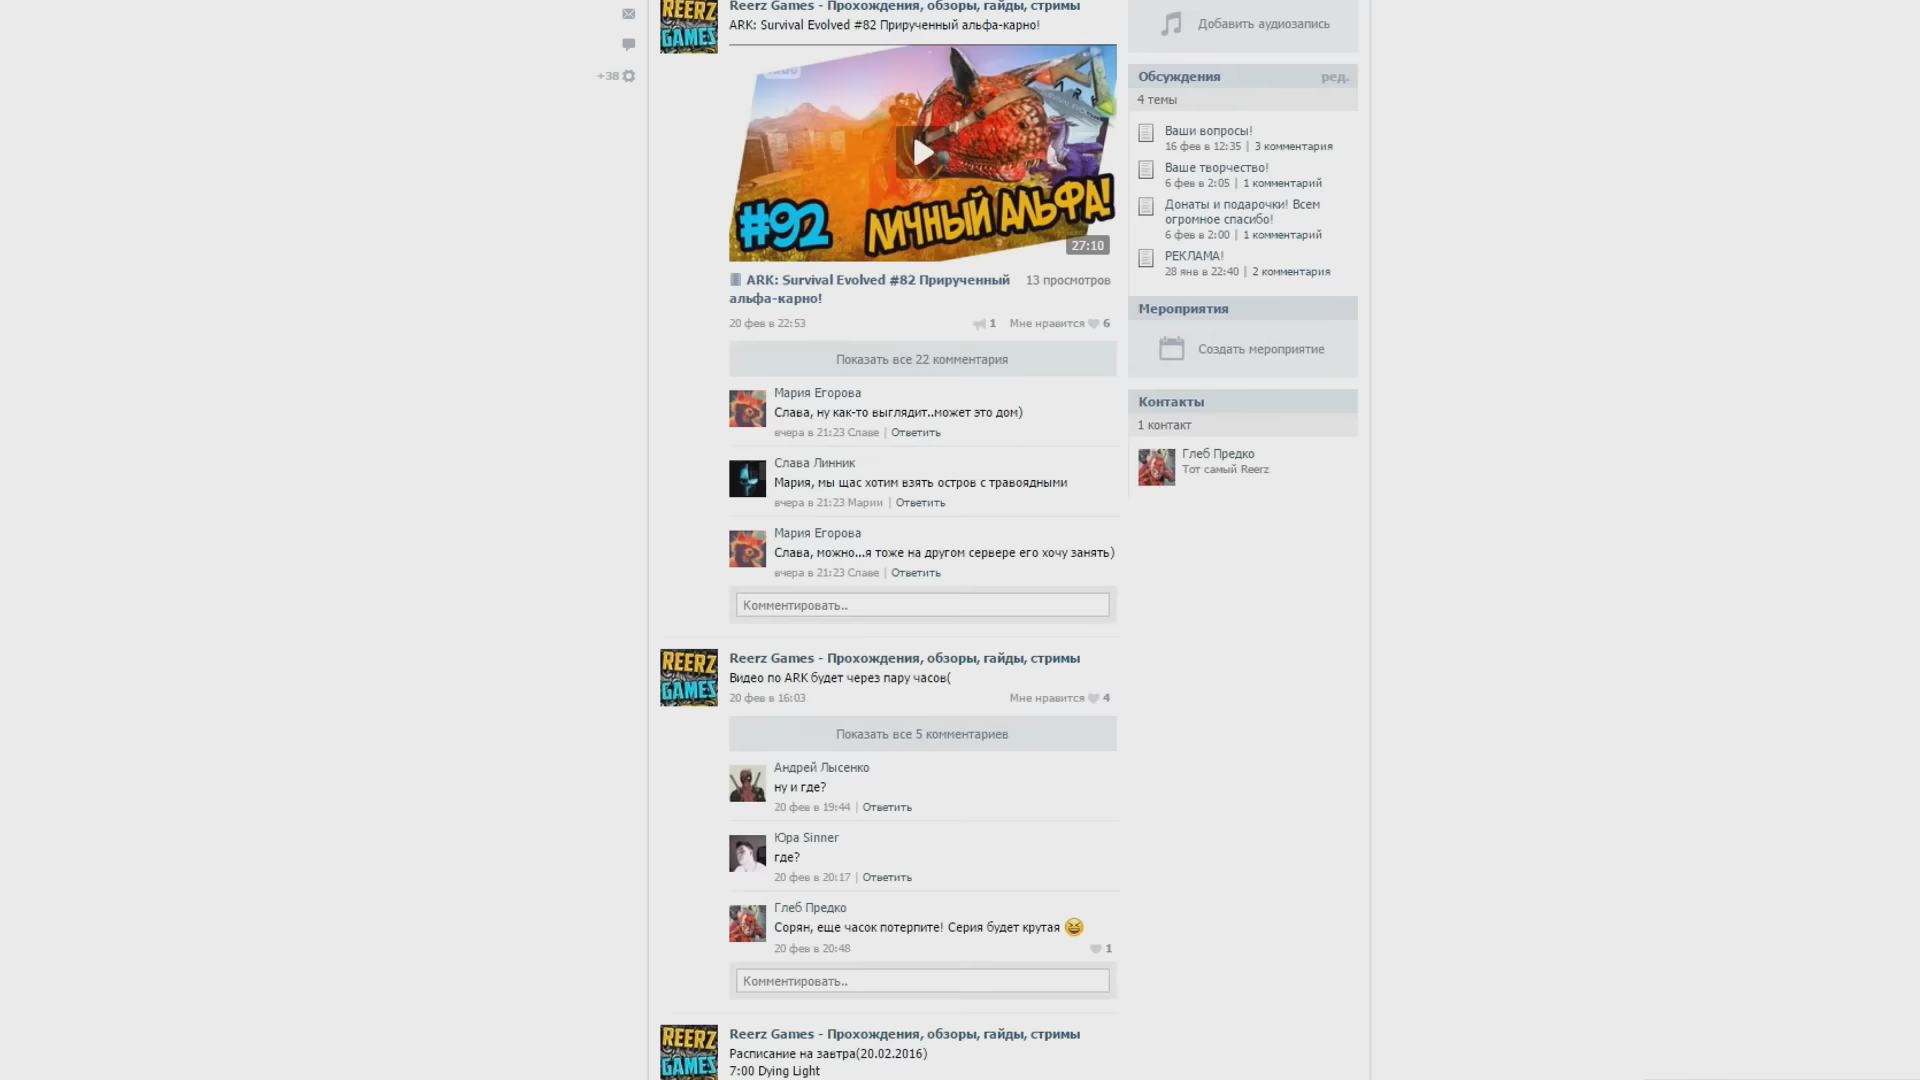 +38
REERZ
GAMES
Reerz Games - Прохождения, обзоры, гайды, стримы
ARK: Survival Evolved #82 Прирученный альфа-карно!
#92 ЛИЧНЫЙ АЛЬФА!
27:10
ARK: Survival Evolved #82 Прирученный
альфа-карно!
13 просмотров
20 фев в 22:53
1 Мне нравится 6
Показать все 22 комментария
Мария Егорова
Слава, ну как-то выглядит..может это дом)
вчера в 21:23 Славе | Ответить
Слава Линник
Мария, мы щас хотим взять остров с травоядными
вчера в 21:23 Марии | Ответить
Мария Егорова
Слава, можно...я тоже на другом сервере его хочу занять)
вчера в 21:23 Славе | Ответить
Комментировать..
REERZ
GAMES
Reerz Games - Прохождения, обзоры, гайды, стримы
Видео по ARK будет через пару часов(
20 фев в 16:03
Мне нравится 4
Показать все 5 комментариев
Андрей Лысенко
ну и где?
20 фев в 19:44 | Ответить
Юра Sinner
где?
20 фев в 20:17 | Ответить
Глеб Предко
Сорян, еще часок потерпите! Серия будет крутая 😆
20 фев в 20:48
1
Комментировать..
REERZ
GAMES
Reerz Games - Прохождения, обзоры, гайды, стримы
Расписание на завтра(20.02.2016)
7:00 Dying Light
Добавить аудиозапись
Обсуждения ред.
4 темы
Ваши вопросы!
16 фев в 12:35 | 3 комментария
Ваше творчество!
6 фев в 2:05 | 1 комментарий
Донаты и подарочки! Всем
огромное спасибо!
6 фев в 2:00 | 1 комментарий
РЕКЛАМА!
28 янв в 22:40 | 2 комментария
Мероприятия
Создать мероприятие
Контакты
1 контакт
Глеб Предко
Тот самый Reerz